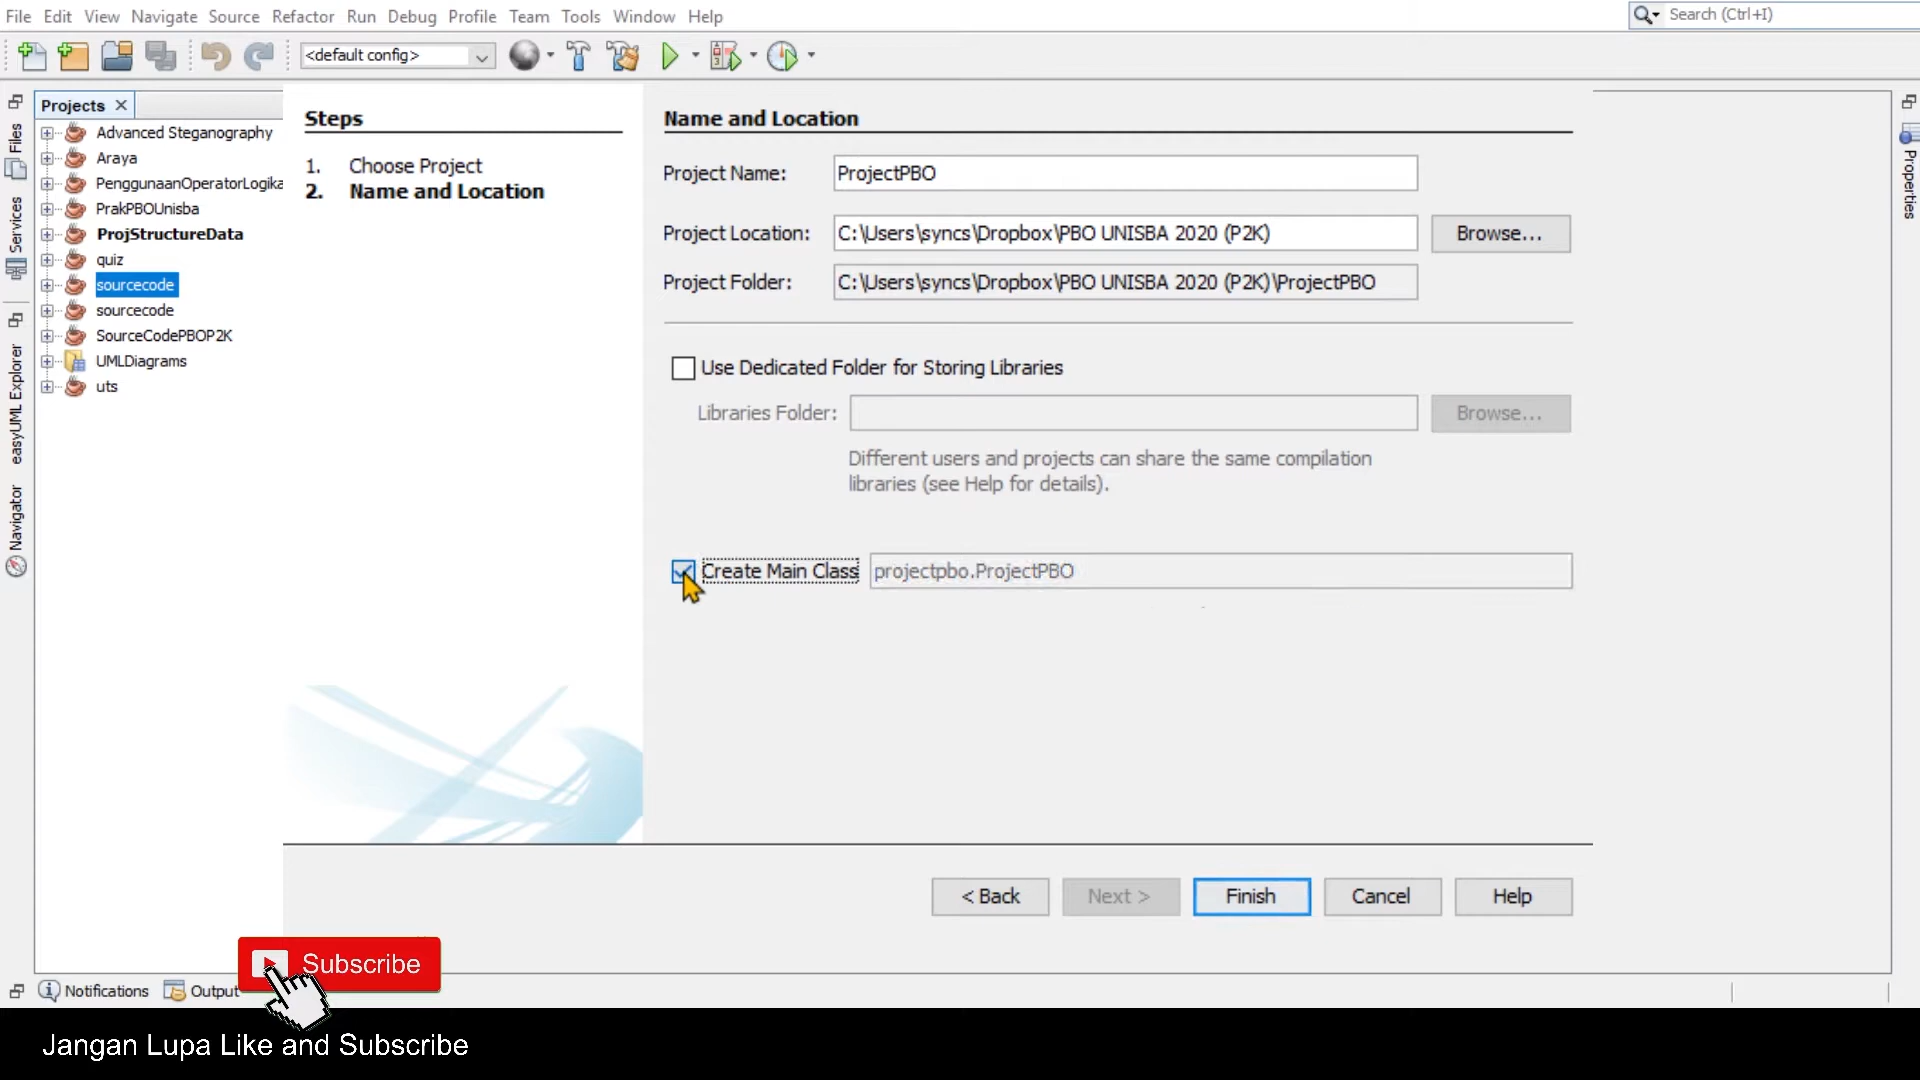 File Edit View Navigate Source Refactor Run Debug Profile Team Tools Window Help
Search (Ctrl+I)
<default config>
Files
Services
easyUML Explorer
Navigator
Projects
Advanced Steganography
Araya
PenggunaanOperatorLogika
PrakPBOUnisba
ProjStructureData
quiz
sourcecode
sourcecode
SourceCodePBOP2K
UMLDiagrams
uts
Steps
1. Choose Project
2. Name and Location
Name and Location
Project Name: ProjectPBO
Project Location: C:\Users\syncs\Dropbox\PBO UNISBA 2020 (P2K) Browse...
Project Folder: C:\Users\syncs\Dropbox\PBO UNISBA 2020 (P2K)\ProjectPBO
Use Dedicated Folder for Storing Libraries
Libraries Folder: Browse...
Different users and projects can share the same compilation
libraries (see Help for details).
Create Main Class projectpbo.ProjectPBO
< Back Next > Finish Cancel Help
Properties
Subscribe
Notifications Output
Jangan Lupa Like and Subscribe